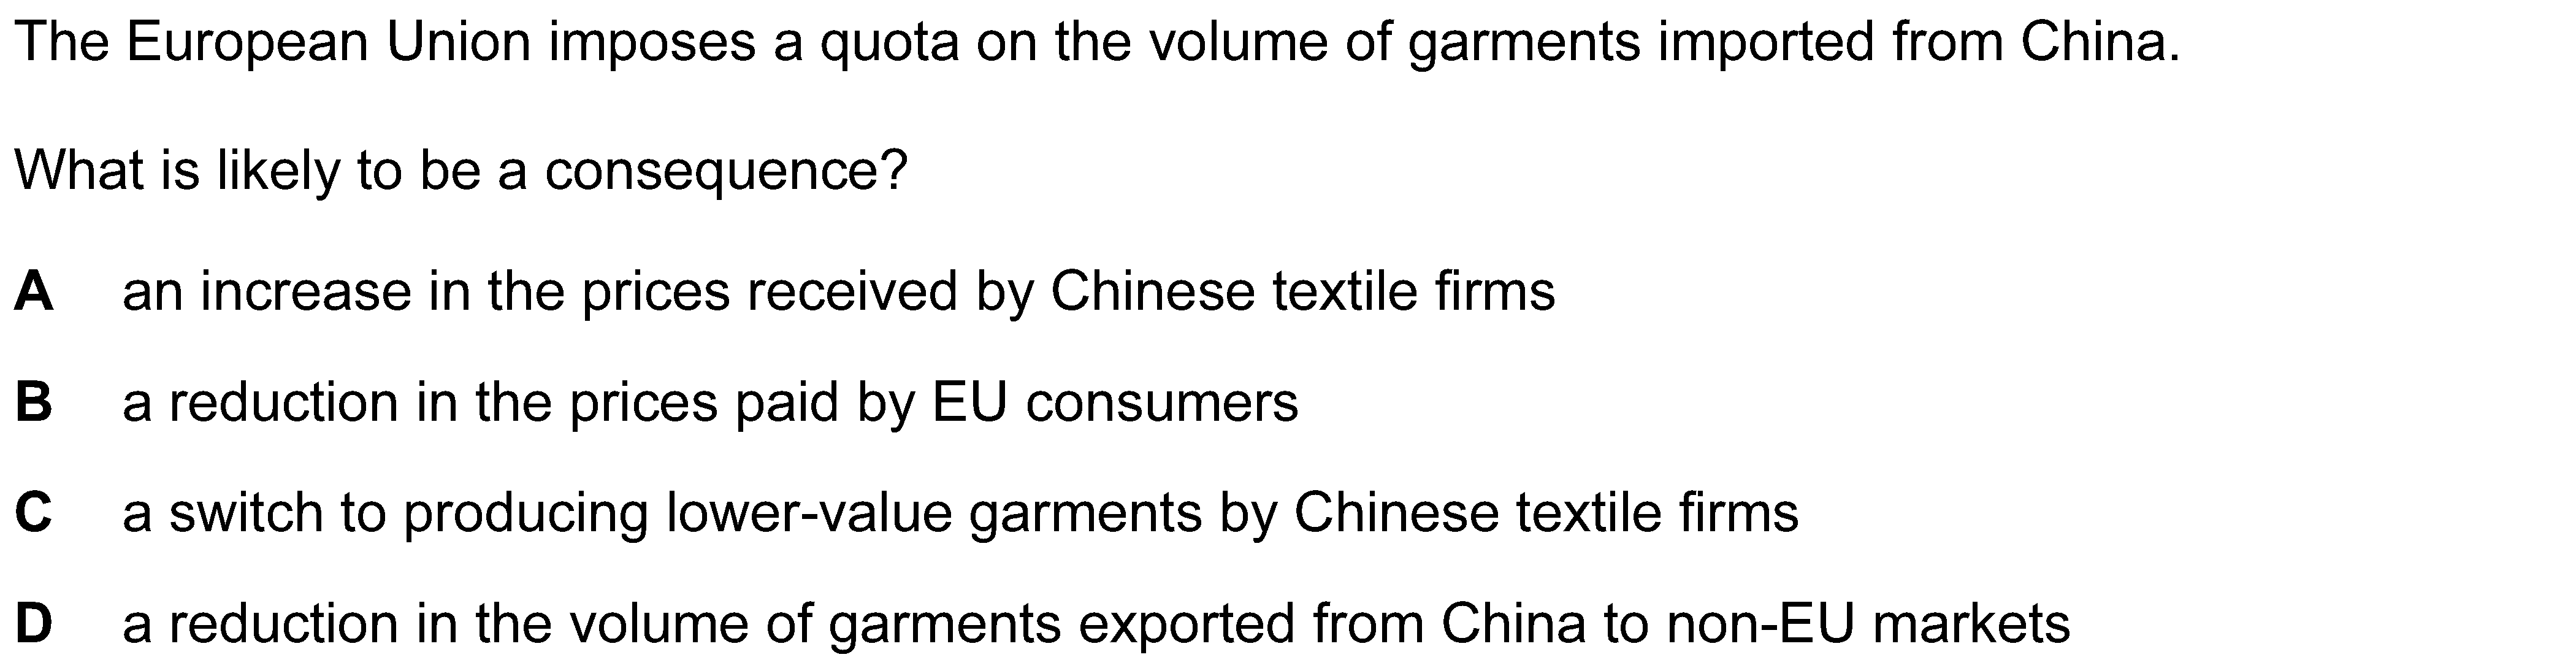 The European Union imposes a quota on the volume of garments imported from China.
What is likely to be a consequence?
A an increase in the prices received by Chinese textile firms
B a reduction in the prices paid by EU consumers
C a switch to producing lower-value garments by Chinese textile firms
D a reduction in the volume of garments exported from China to non-EU markets